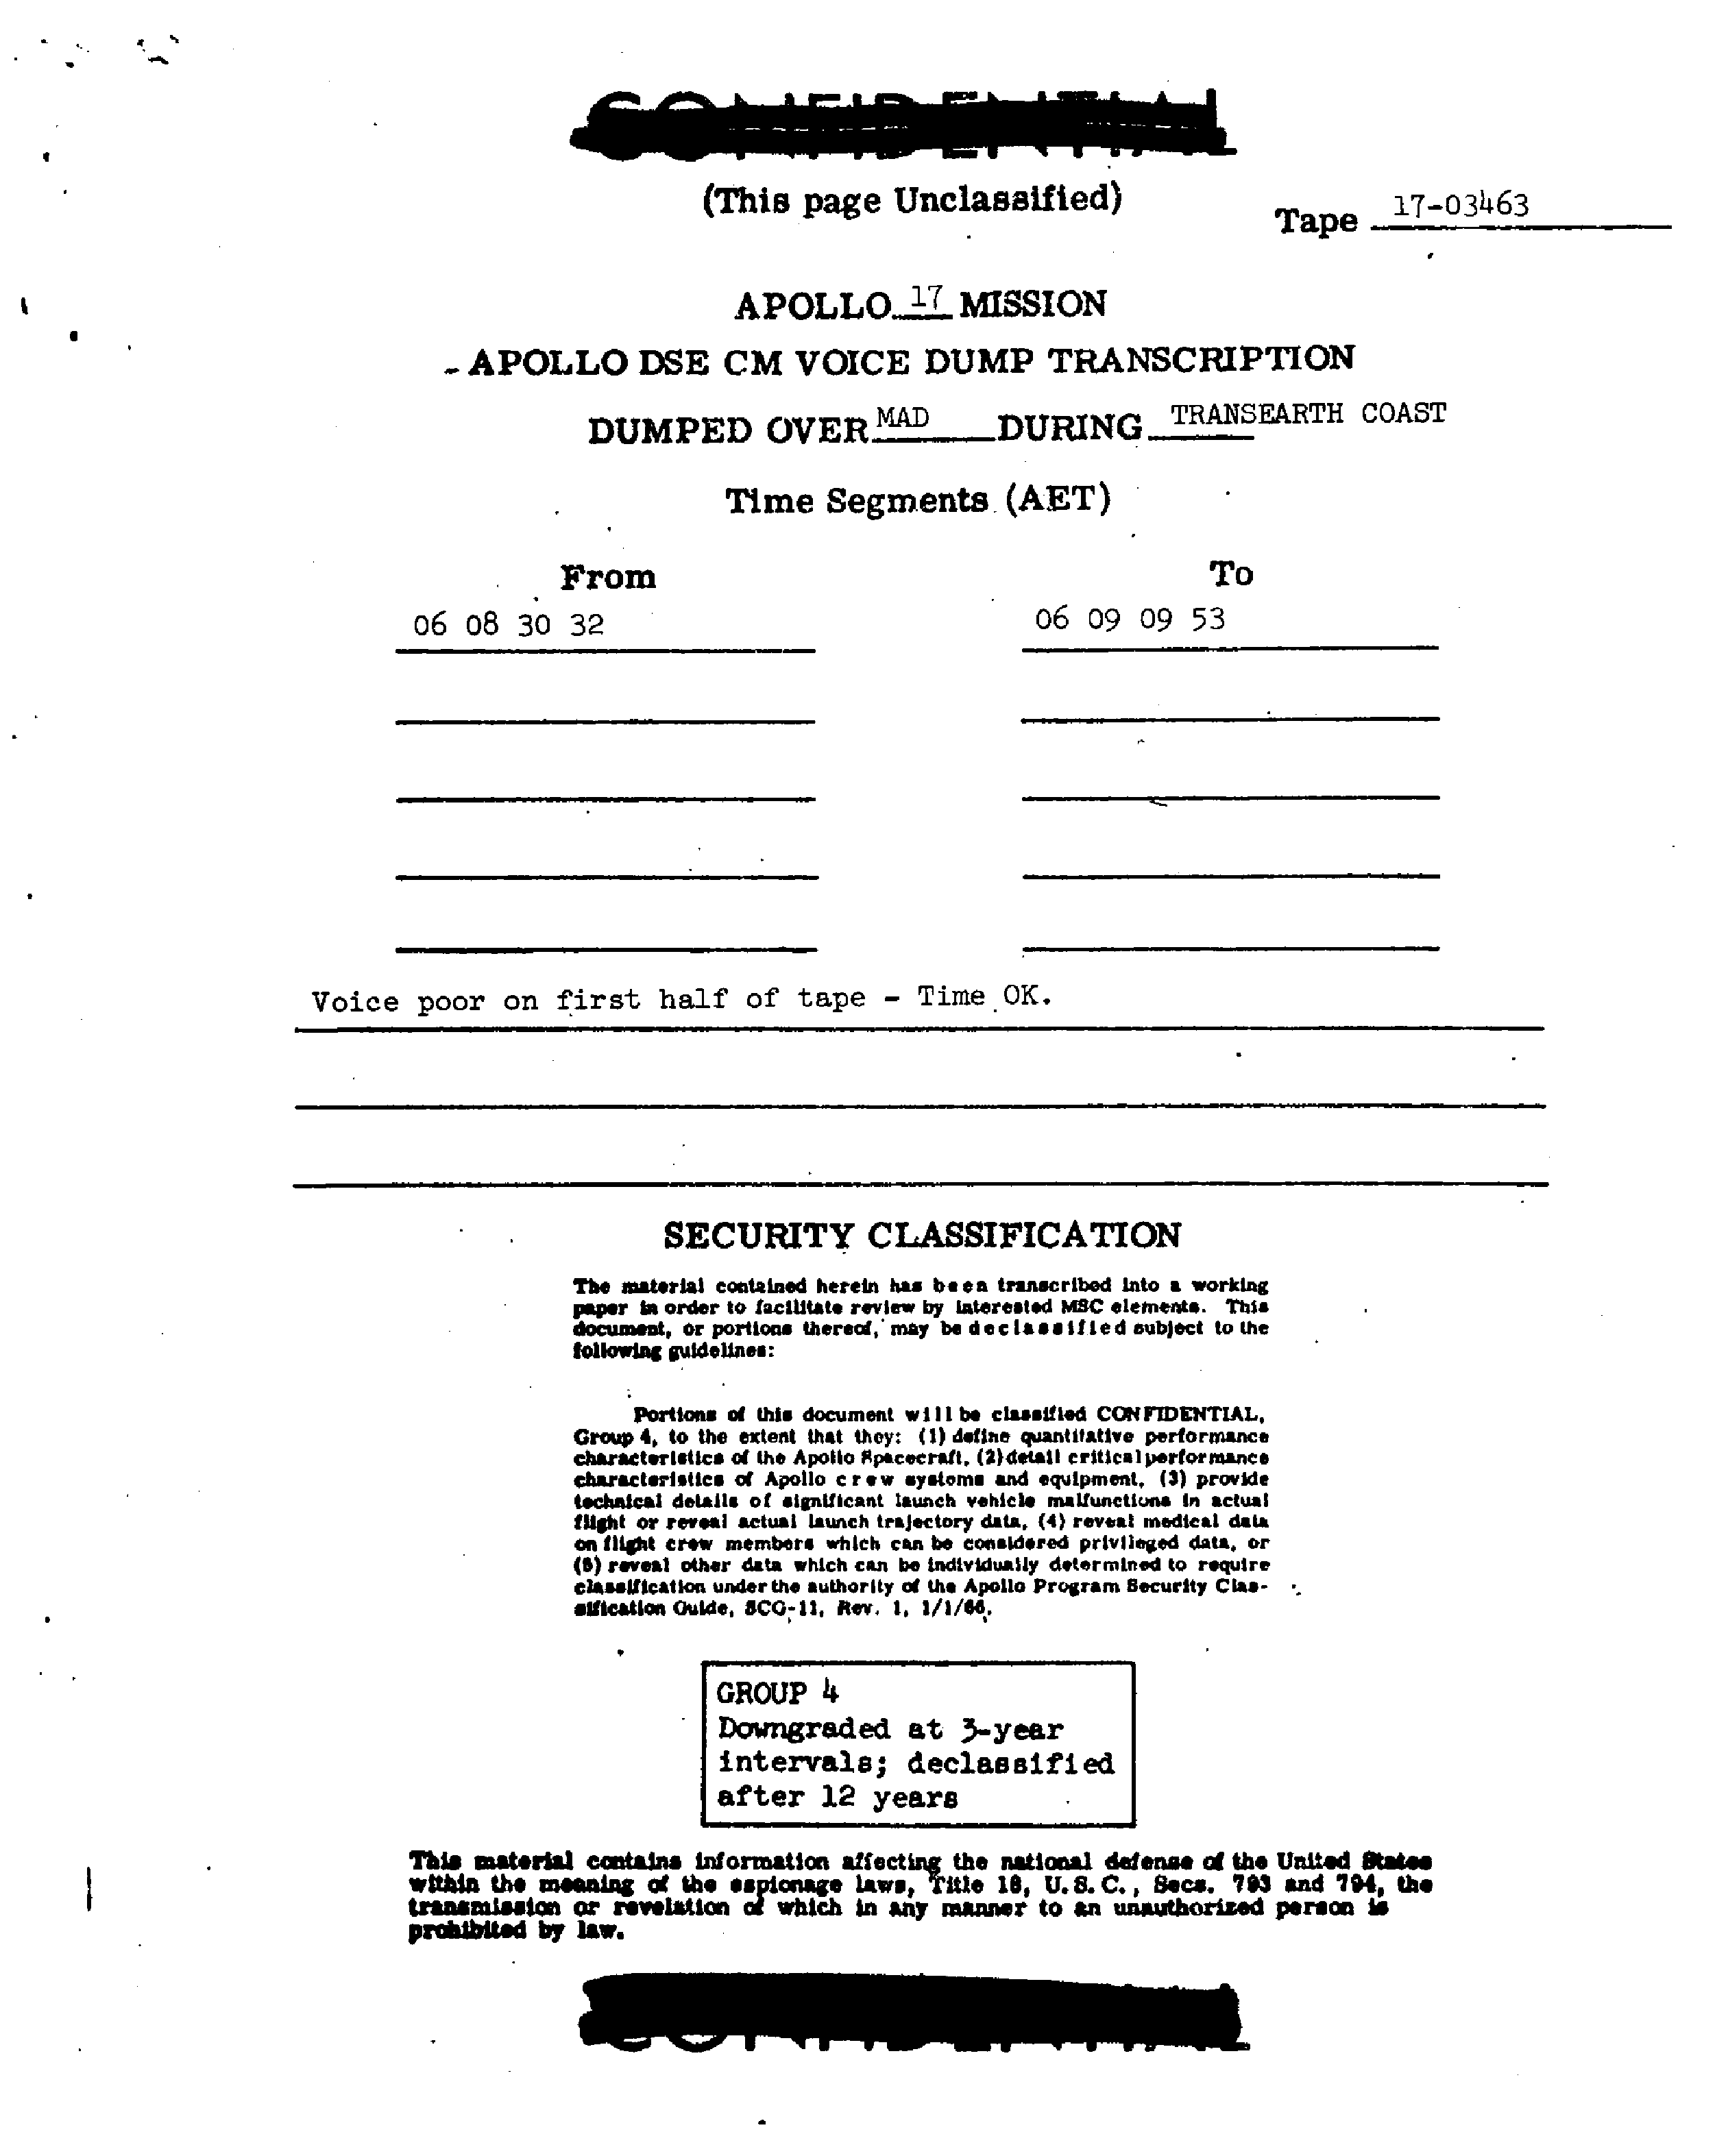 CONFIDENTIAL
(This page Unclassified)
Tape 17-03463
APOLLO 17 MISSION
- APOLLO DSE CM VOICE DUMP TRANSCRIPTION
DUMPED OVER MAD DURING TRANSEARTH COAST
Time Segments (AET)
From To
06 08 30 32 06 09 09 53
Voice poor on first half of tape - Time OK.
SECURITY CLASSIFICATION
The material contained herein has been transcribed into a working
paper in order to facilitate review by interested MSC elements. This
document, or portions thereof, may be declassified subject to the
following guidelines:
Portions of this document will be classified CONFIDENTIAL,
Group 4, to the extent that they: (1) define quantitative performance
characteristics of the Apollo Spacecraft, (2) detail critical performance
characteristics of Apollo crew systems and equipment, (3) provide
technical details of significant launch vehicle malfunctions in actual
flight or reveal actual launch trajectory data, (4) reveal medical data
on flight crew members which can be considered privileged data, or
(5) reveal other data which can be individually determined to require
classification under the authority of the Apollo Program Security Clas-
sification Guide, SCG-11, Rev. 1, 1/1/66.
GROUP 4
Downgraded at 3-year
intervals; declassified
after 12 years
This material contains information affecting the national defense of the United States
within the meaning of the espionage laws, Title 18, U.S.C., Secs. 793 and 794, the
transmission or revelation of which in any manner to an unauthorized person is
prohibited by law.
CONFIDENTIAL